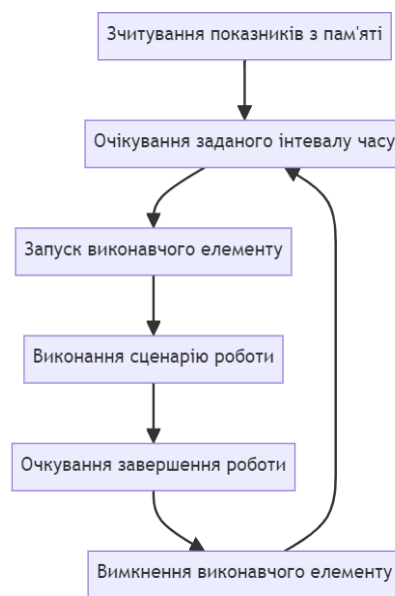 Зчитування показників з пам'яті
Очікування заданого інтевалу часу
Запуск виконавчого елементу
Виконання сценарію роботи
Очкування завершення роботи
Вимкнення виконавчого елементу